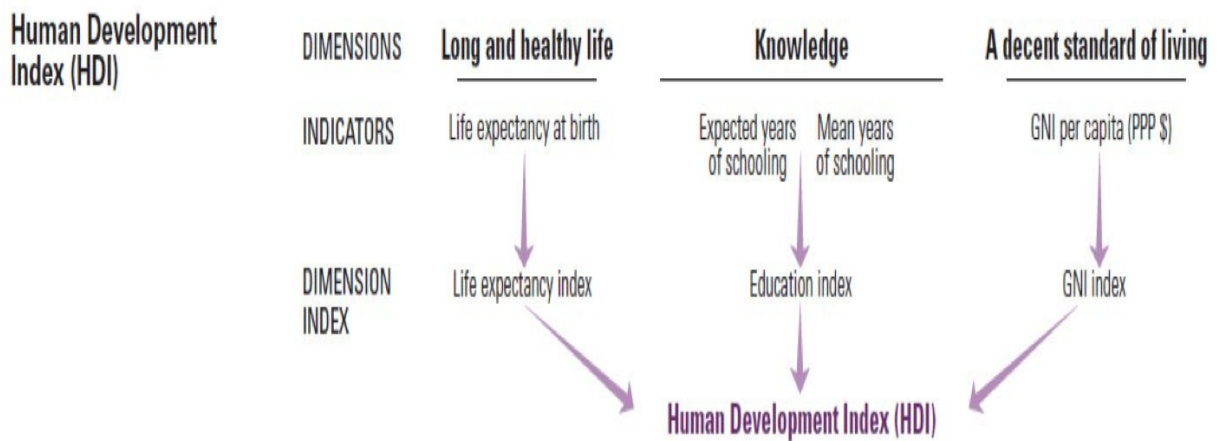 Human Development
Index (HDI)
DIMENSIONS
Long and healthy life
Knowledge
A decent standard of living
INDICATORS
Life expectancy at birth
Expected years
of schooling
Mean years
of schooling
GNI per capita (PPP $)
DIMENSION
INDEX
Life expectancy index
Education index
GNI index
Human Development Index (HDI)